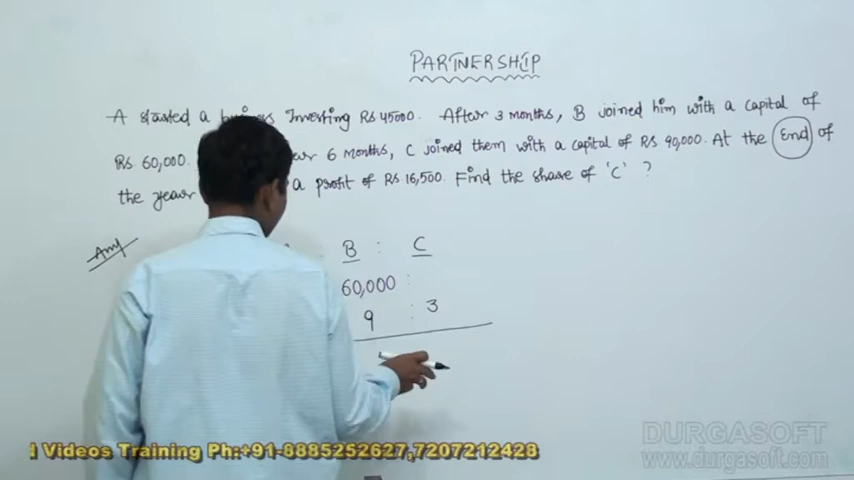 PARTNERSHIP
A started a business Investing Rs 45000. After 3 months, B joined him with a capital of
Rs 60,000. 6 Months, C joined them with a capital of Rs 90,000. At the End of
the year a profit of Rs 16,500. Find the share of 'C' ?
Ans
B : C
60,000 :
9 : 3
d Videos Training Ph:+91-8885252627,7207212428
DURGASOFT
www.durgasoft.com